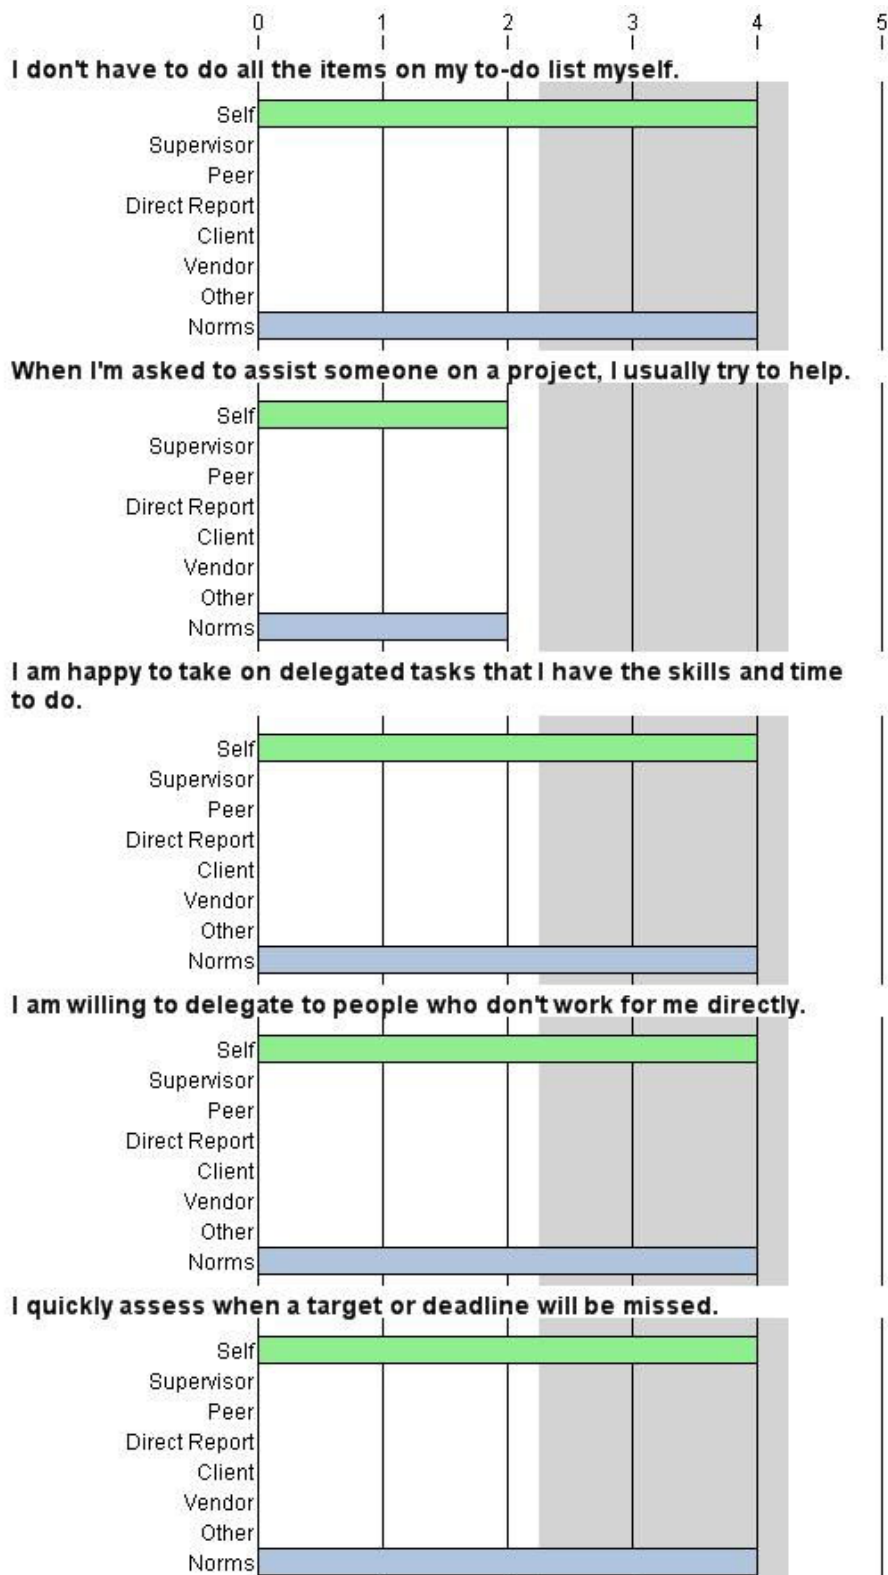 0 1 2 3 4 5
I don't have to do all the items on my to-do list myself.
Self
Supervisor
Peer
Direct Report
Client
Vendor
Other
Norms
When I'm asked to assist someone on a project, I usually try to help.
Self
Supervisor
Peer
Direct Report
Client
Vendor
Other
Norms
I am happy to take on delegated tasks that I have the skills and time
to do.
Self
Supervisor
Peer
Direct Report
Client
Vendor
Other
Norms
I am willing to delegate to people who don't work for me directly.
Self
Supervisor
Peer
Direct Report
Client
Vendor
Other
Norms
I quickly assess when a target or deadline will be missed.
Self
Supervisor
Peer
Direct Report
Client
Vendor
Other
Norms